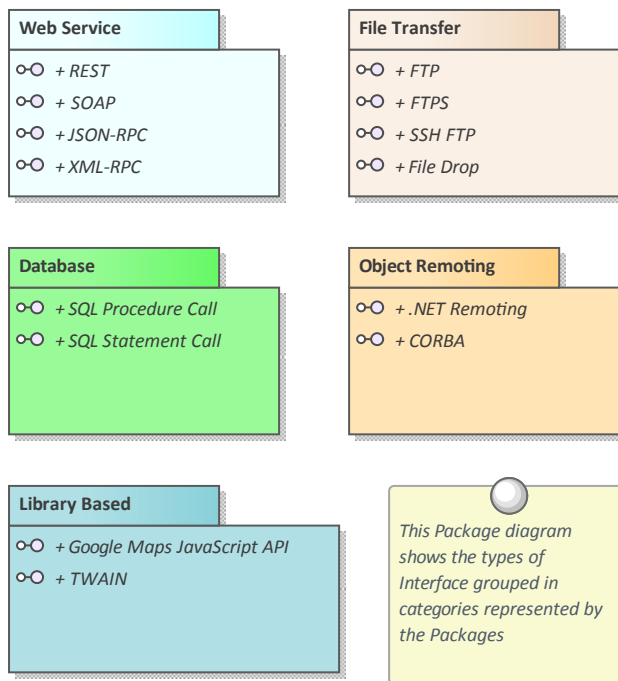 Web Service
+ REST
+ SOAP
+ JSON-RPC
+ XML-RPC
File Transfer
+ FTP
+ FTPS
+ SSH FTP
+ File Drop
Database
+ SQL Procedure Call
+ SQL Statement Call
Object Remoting
+ .NET Remoting
+ CORBA
Library Based
+ Google Maps JavaScript API
+ TWAIN
This Package diagram
shows the types of
Interface grouped in
categories represented by
the Packages